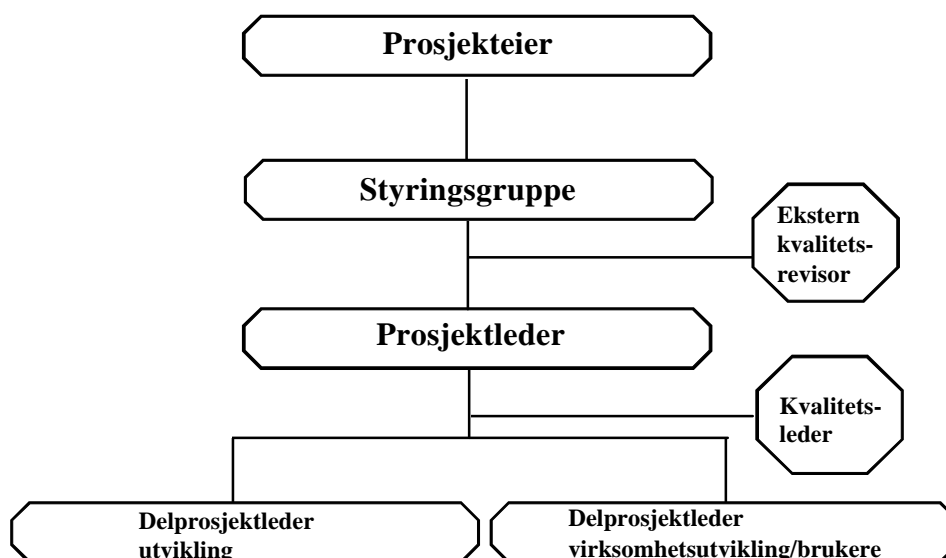 Prosjekteier
Styringsgruppe
Ekstern
kvalitets-
revisor
Prosjektleder
Kvalitets-
leder
Delprosjektleder
utvikling
Delprosjektleder
virksomhetsutvikling/brukere